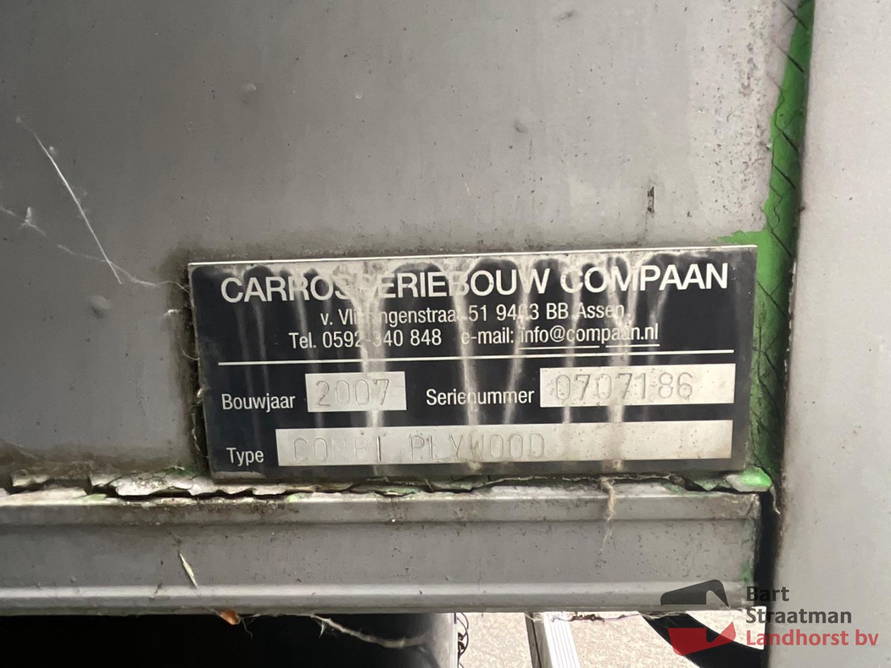 CARROSSERIEBOUW COMPAAN
v. Vlissingenstraat 51 9403 BB Assen
Tel. 0592-340 848 e-mail: info@compaan.nl
Bouwjaar 2007 Serienummer 0707186
Type COMBI PLYWOOD
Bart
Straatman
Landhorst bv